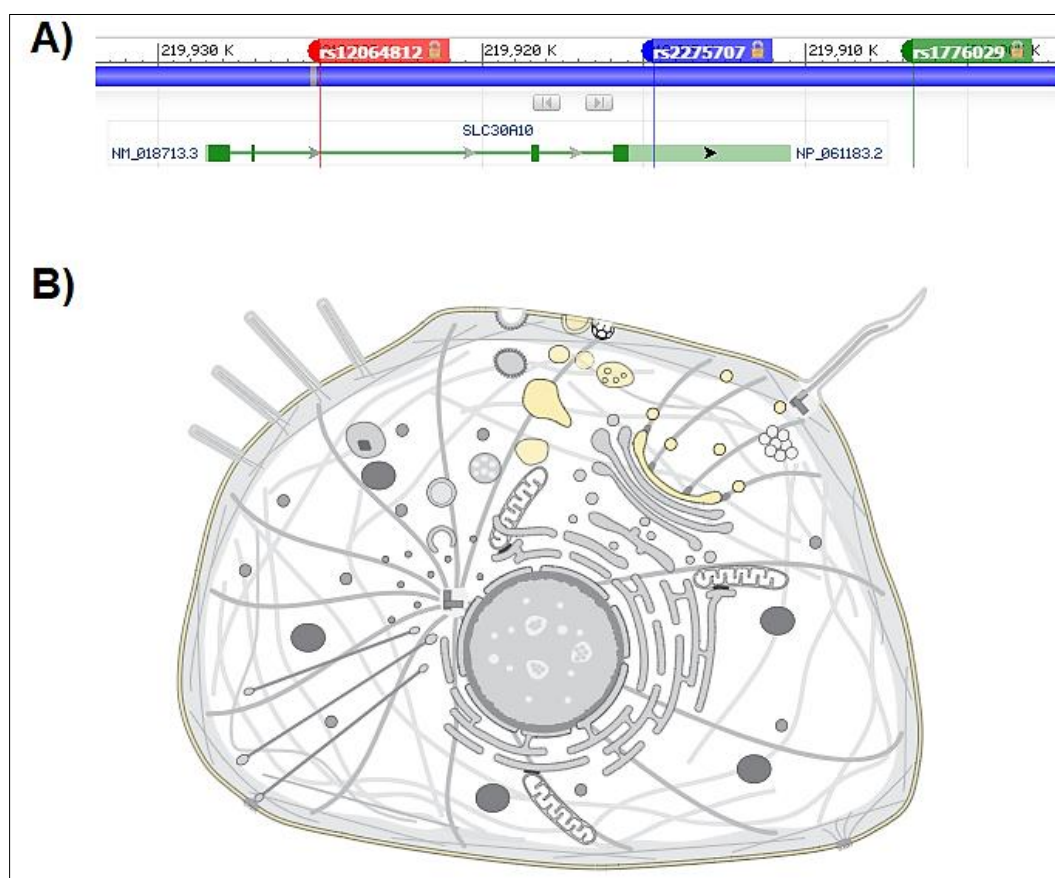 A)
219,930 K
rs12064812
219,920 K
rs2275707
219,910 K
rs1776029
K
SLC30A10
NM_018713.3
NP_061183.2
B)